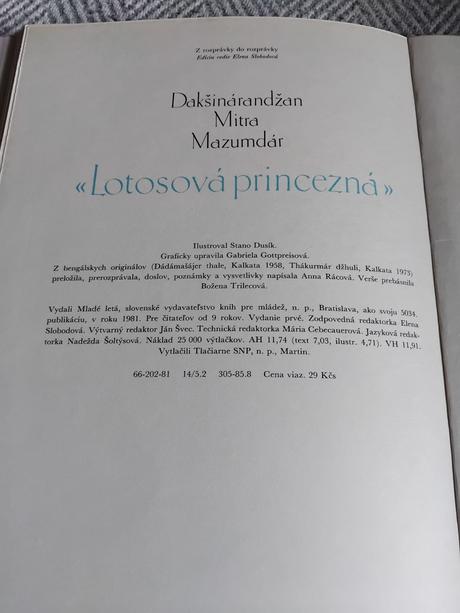 Z rozprávky do rozprávky
Edíciu vedie Elena Slobodová
Dakšinárandžan
Mitra
Mazumdár
«Lotosová princezná»
Ilustroval Stano Dusík.
Graficky upravila Gabriela Gottpreisová.
Z bengálskych originálov (Dádámašájer thale, Kalkata 1958, Thákurmár džhuli, Kalkata 1973)
preložila, prerozprávala, doslov, poznámky a vysvetlivky napísala Anna Rácová. Verše prebásnila
Božena Trilecová.
Vydali Mladé letá, slovenské vydavateľstvo kníh pre mládež, n. p., Bratislava, ako svoju 5034.
publikáciu, v roku 1981. Pre čitateľov od 9 rokov. Vydanie prvé. Zodpovedná redaktorka Elena
Slobodová. Výtvarný redaktor Ján Švec. Technická redaktorka Mária Cebecauerová. Jazyková redak-
torka Nadežda Šoltýsová. Náklad 25 000 výtlačkov. AH 11,74 (text 7,03, ilustr. 4,71). VH 11,91.
Vytlačili Tlačiarne SNP, n. p., Martin.
66-202-81 14/5.2 305-85.8 Cena viaz. 29 Kčs